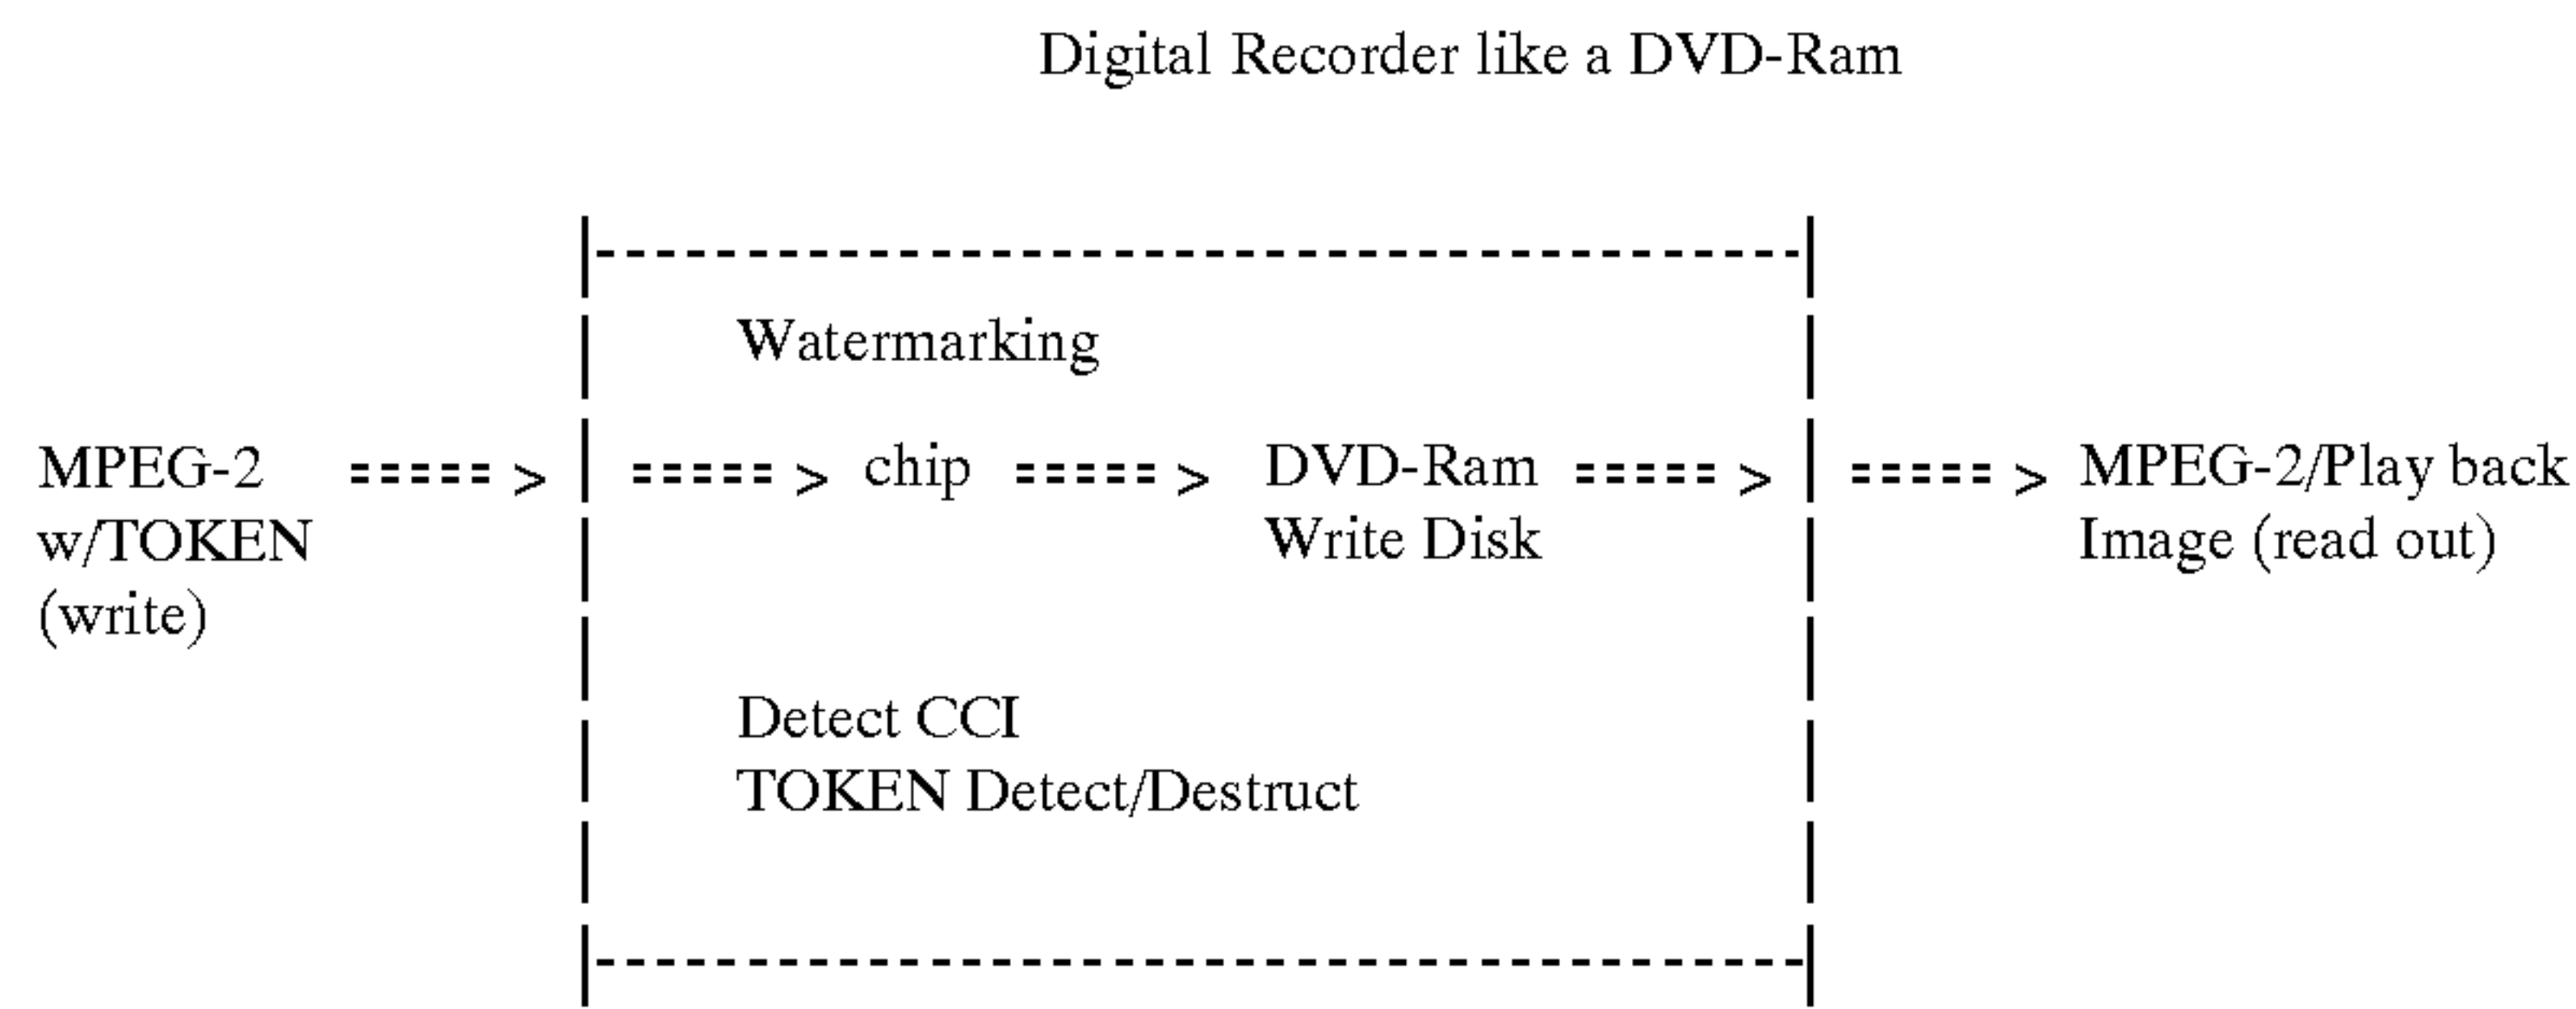 Digital Recorder like a DVD-Ram
Watermarking
MPEG-2 =====> =====> chip =====> DVD-Ram =====> =====> MPEG-2/Play back
w/TOKEN Write Disk Image (read out)
(write)
Detect CCI
TOKEN Detect/Destruct